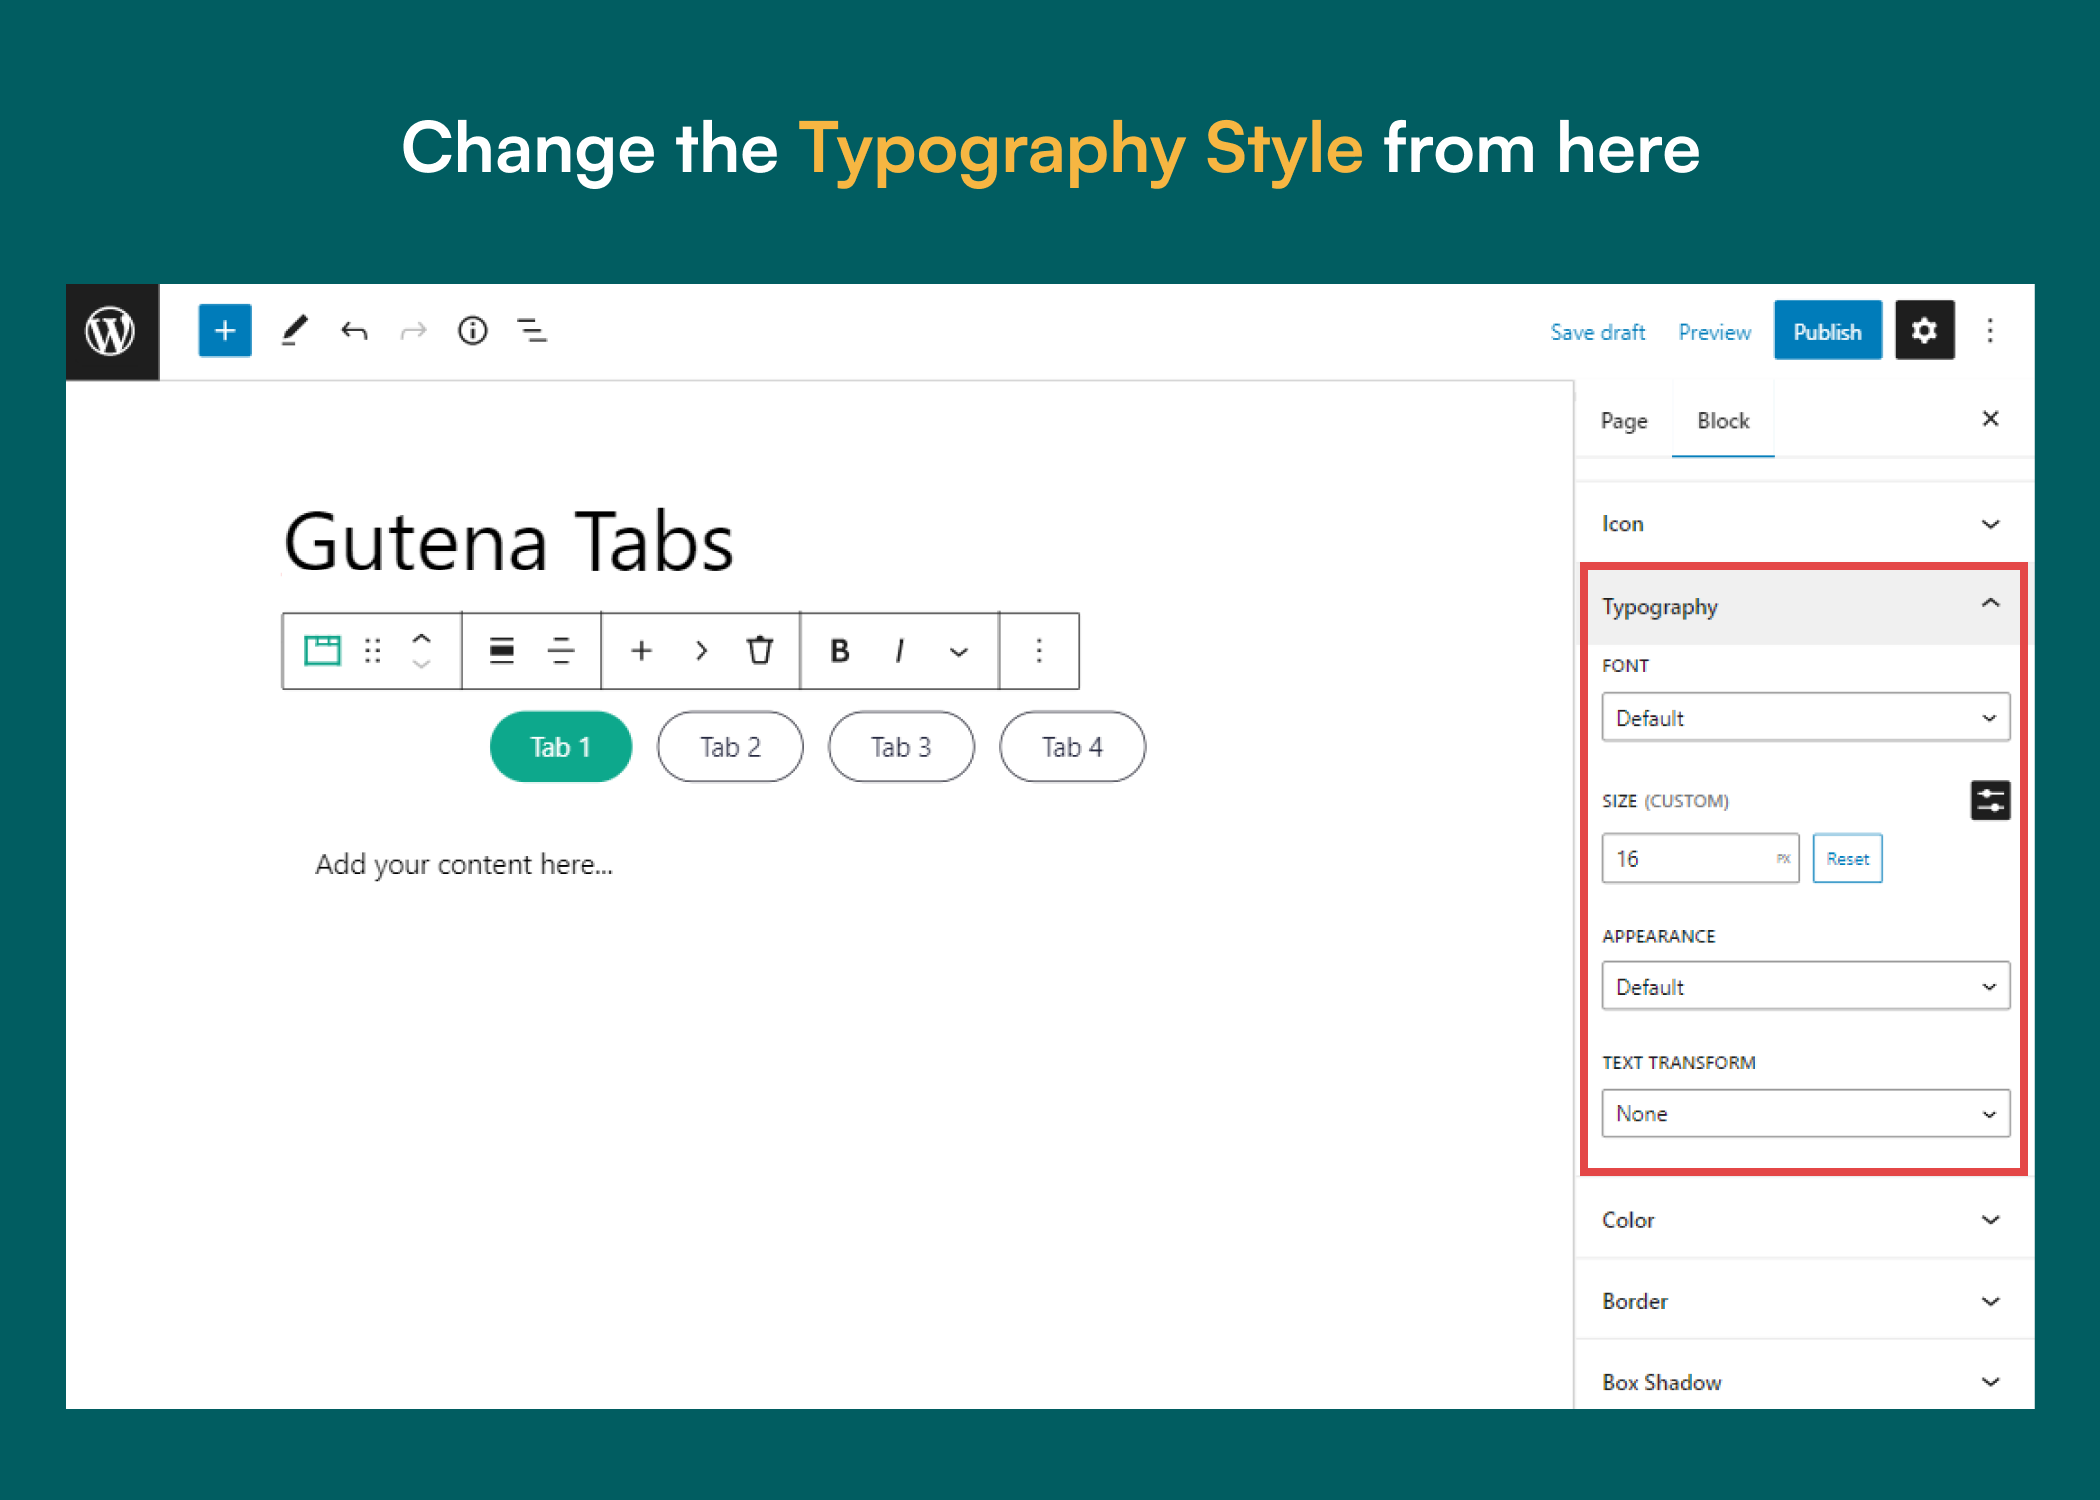 Change the Typography Style from here
Save draft Preview Publish
Page Block
Gutena Tabs
B I
Tab 1 Tab 2 Tab 3 Tab 4
Add your content here...
Icon
Typography
FONT
Default
SIZE (CUSTOM)
16 PX Reset
APPEARANCE
Default
TEXT TRANSFORM
None
Color
Border
Box Shadow